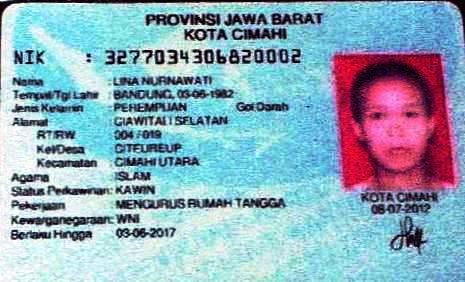 PROVINSI JAWA BARAT
KOTA CIMAHI
NIK : 3277034306820002
Nama : LINA NURNAWATI
Tempat/Tgl Lahir : BANDUNG, 03-06-1982
Jenis Kelamin : PEREMPUAN Gol Darah :
Alamat : CIAWITALI SELATAN
RT/RW : 004 / 019
Kel/Desa : CITEUREUP
Kecamatan : CIMAHI UTARA
Agama : ISLAM
Status Perkawinan: KAWIN
Pekerjaan : MENGURUS RUMAH TANGGA
Kewarganegaraan: WNI
Berlaku Hingga : 03-06-2017
KOTA CIMAHI
08-07-2012